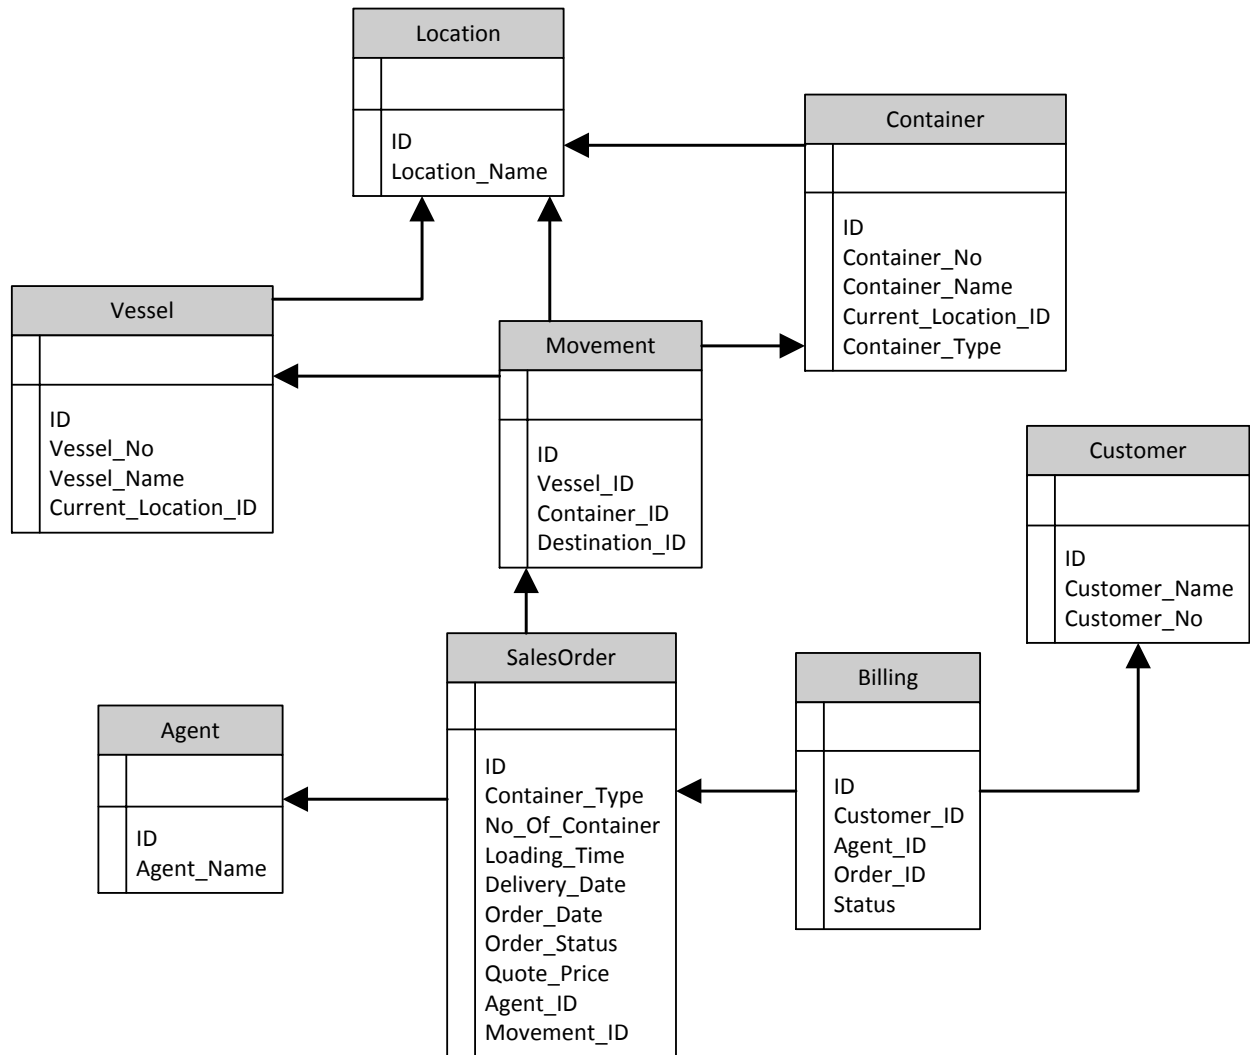 Location
ID
Location_Name
Container
ID
Container_No
Container_Name
Current_Location_ID
Container_Type
Vessel
ID
Vessel_No
Vessel_Name
Current_Location_ID
Movement
ID
Vessel_ID
Container_ID
Destination_ID
Customer
ID
Customer_Name
Customer_No
SalesOrder
ID
Container_Type
No_Of_Container
Loading_Time
Delivery_Date
Order_Date
Order_Status
Quote_Price
Agent_ID
Movement_ID
Billing
ID
Customer_ID
Agent_ID
Order_ID
Status
Agent
ID
Agent_Name